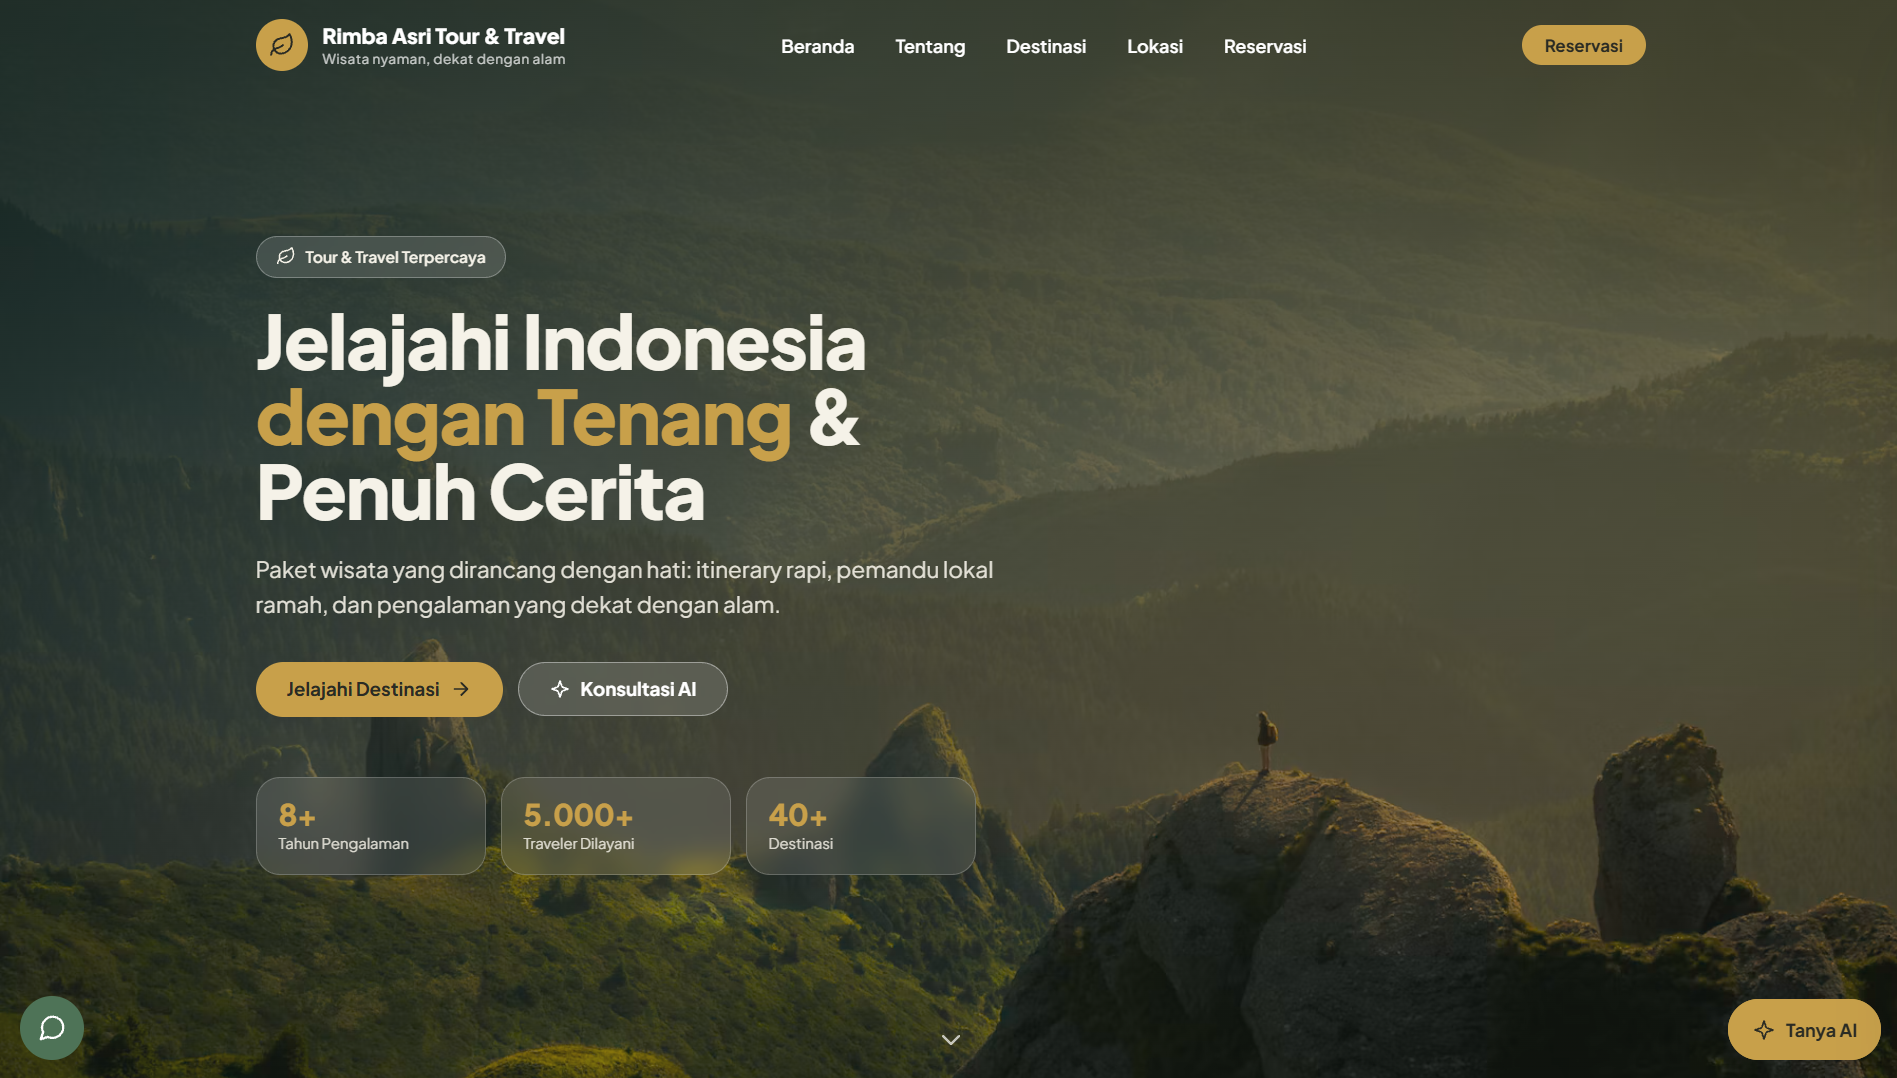 Rimba Asri Tour & Travel
Wisata nyaman, dekat dengan alam
Beranda
Tentang
Destinasi
Lokasi
Reservasi
Reservasi
Tour & Travel Terpercaya
Jelajahi Indonesia
dengan Tenang &
Penuh Cerita
Paket wisata yang dirancang dengan hati: itinerary rapi, pemandu lokal
ramah, dan pengalaman yang dekat dengan alam.
Jelajahi Destinasi
Konsultasi AI
8+
Tahun Pengalaman
5.000+
Traveler Dilayani
40+
Destinasi
Tanya AI